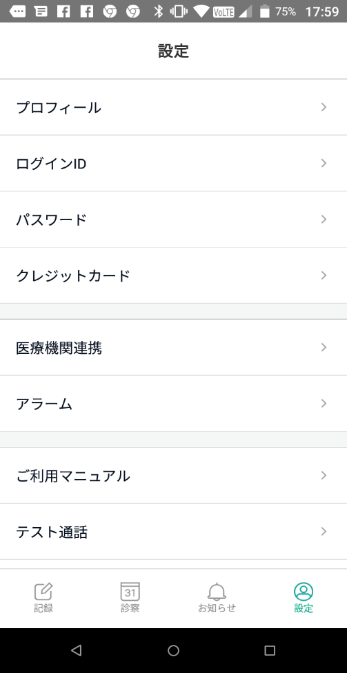 VoLTE 75% 17:59
設定
プロフィール
ログインID
パスワード
クレジットカード
医療機関連携
アラーム
ご利用マニュアル
テスト通話
31
記録 診察 お知らせ 設定